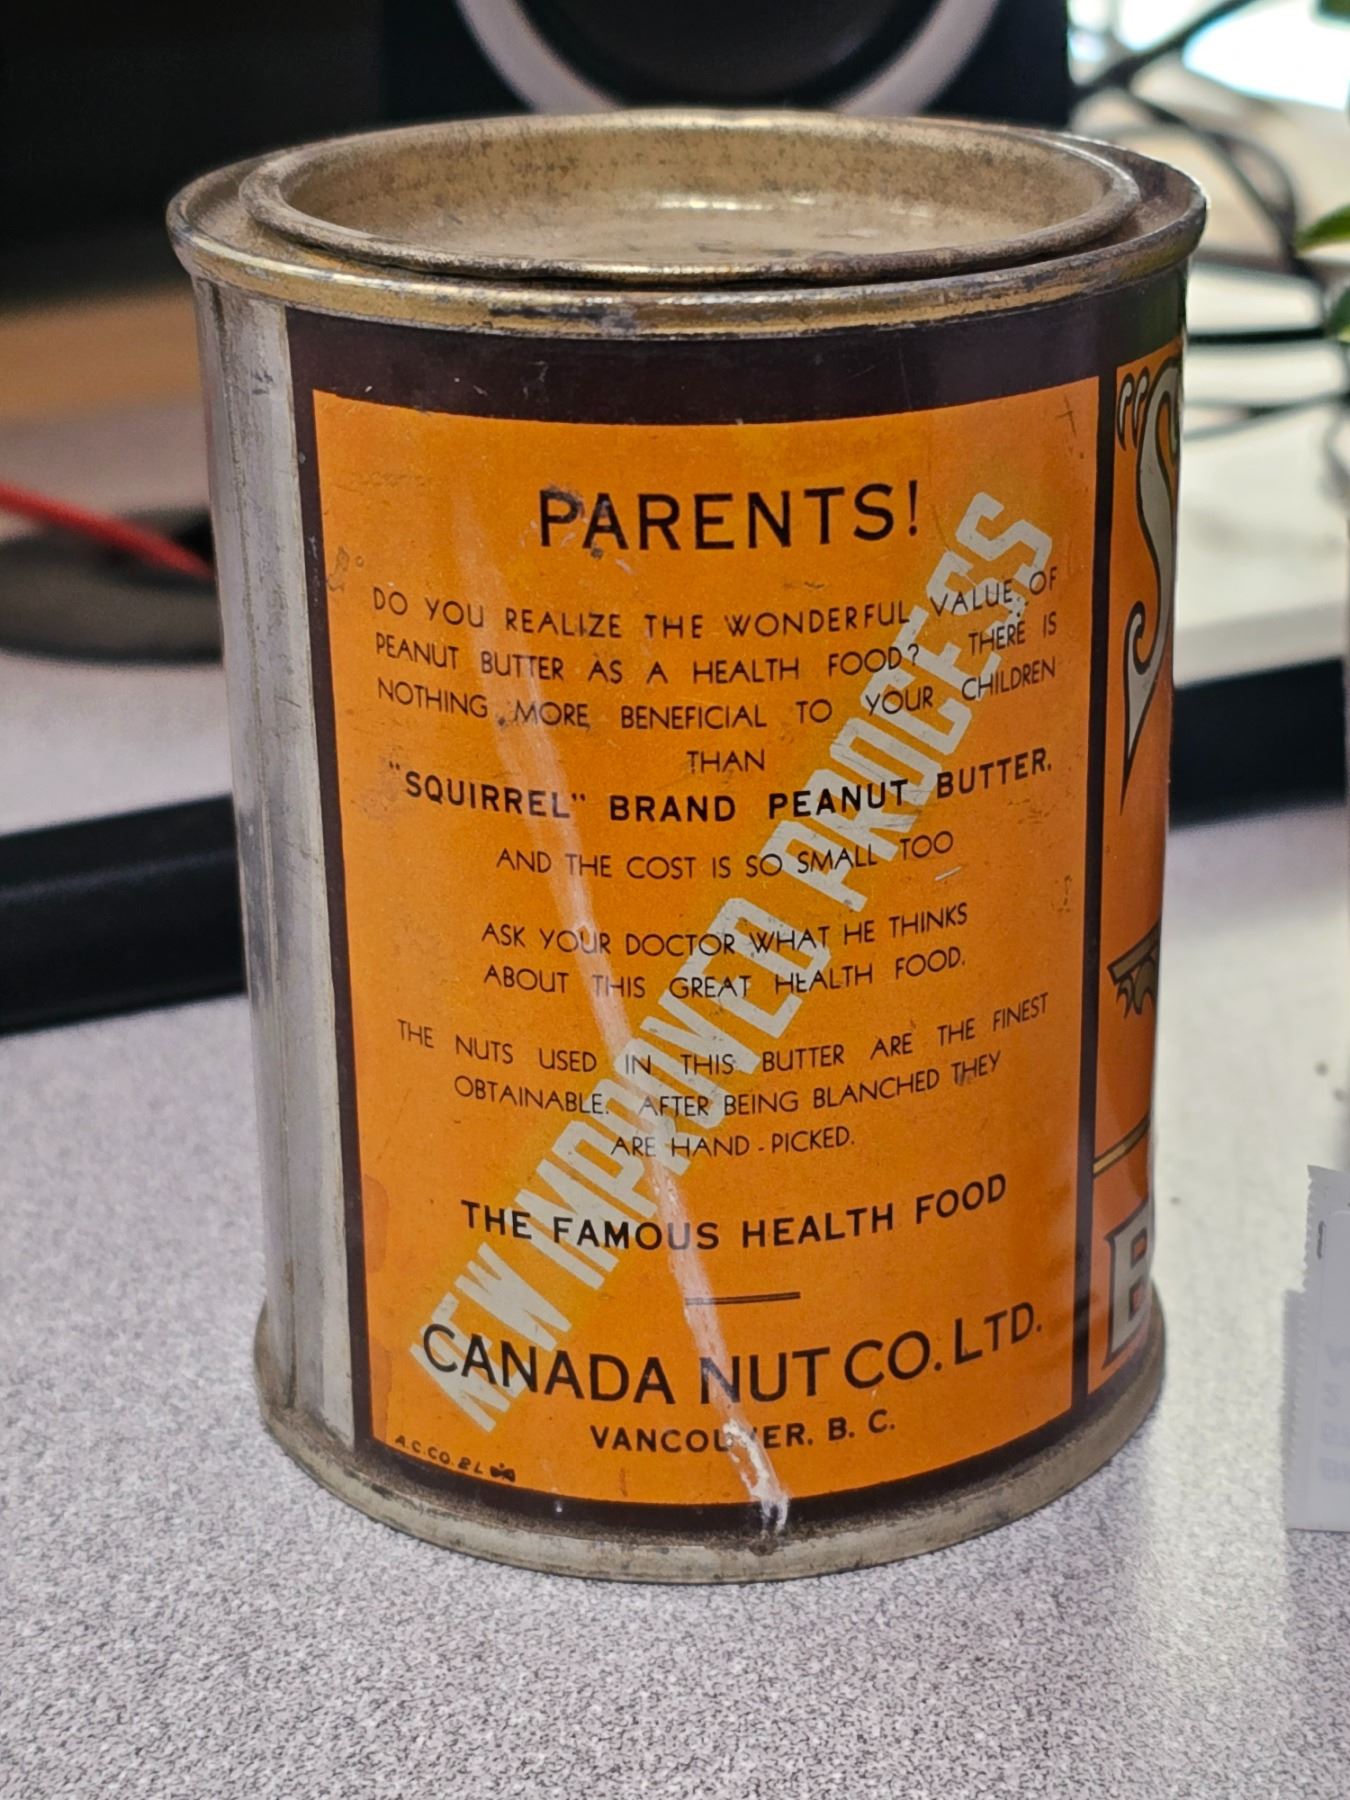 PARENTS!
DO YOU REALIZE THE WONDERFUL VALUE OF
PEANUT BUTTER AS A HEALTH FOOD? THERE IS
NOTHING MORE BENEFICIAL TO YOUR CHILDREN
THAN
"SQUIRREL" BRAND PEANUT BUTTER.
AND THE COST IS SO SMALL TOO
ASK YOUR DOCTOR WHAT HE THINKS
ABOUT THIS GREAT HEALTH FOOD.
THE NUTS USED IN THIS BUTTER ARE THE FINEST
OBTAINABLE. AFTER BEING BLANCHED THEY
ARE HAND-PICKED.
THE FAMOUS HEALTH FOOD
CANADA NUT CO. LTD.
VANCOUVER. B. C.
NEW IMPROVED PROCESS
A.C.CO.
"S
B